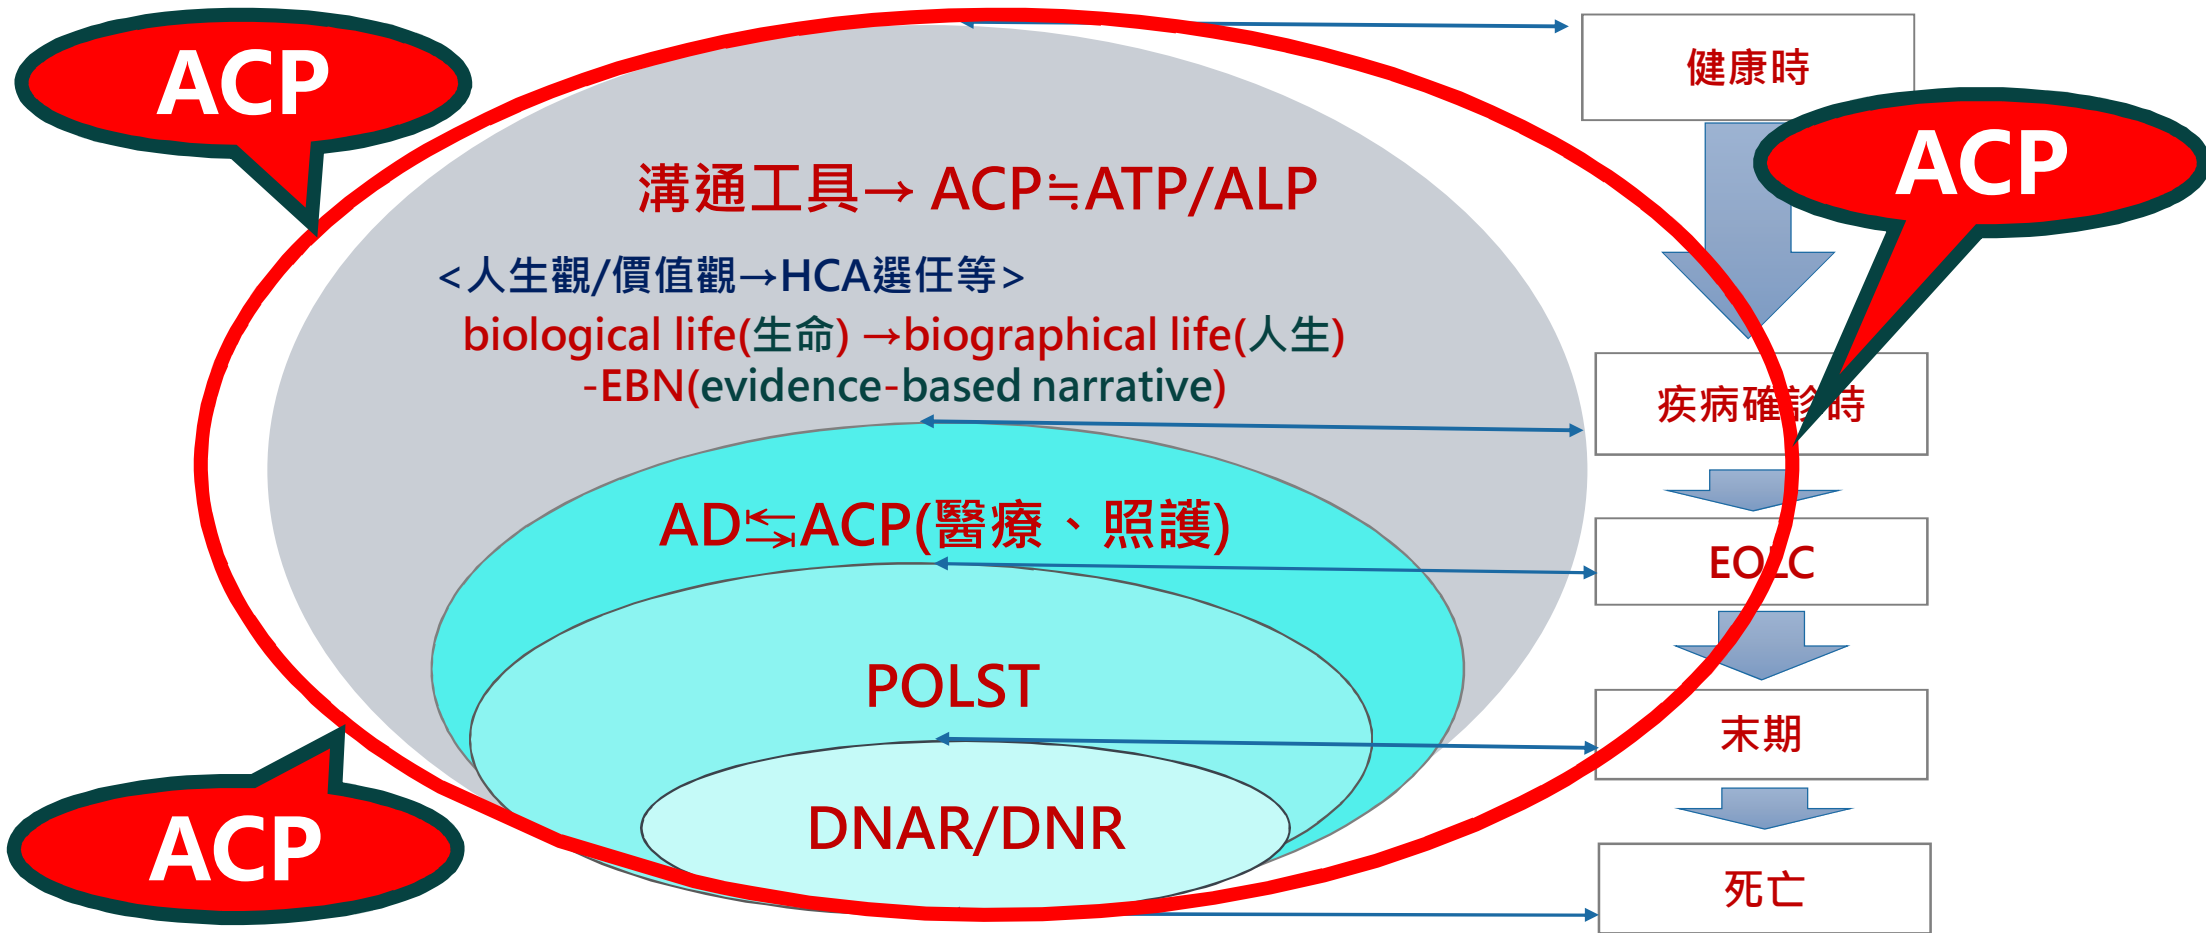 ACP
健康時
ACP
溝通工具→ ACP≒ATP/ALP
<人生觀/價值觀→HCA選任等>
biological life(生命) →biographical life(人生)
-EBN(evidence-based narrative)
疾病確診時
AD⭾ACP(醫療、照護)
EOLC
POLST
末期
DNAR/DNR
ACP
死亡